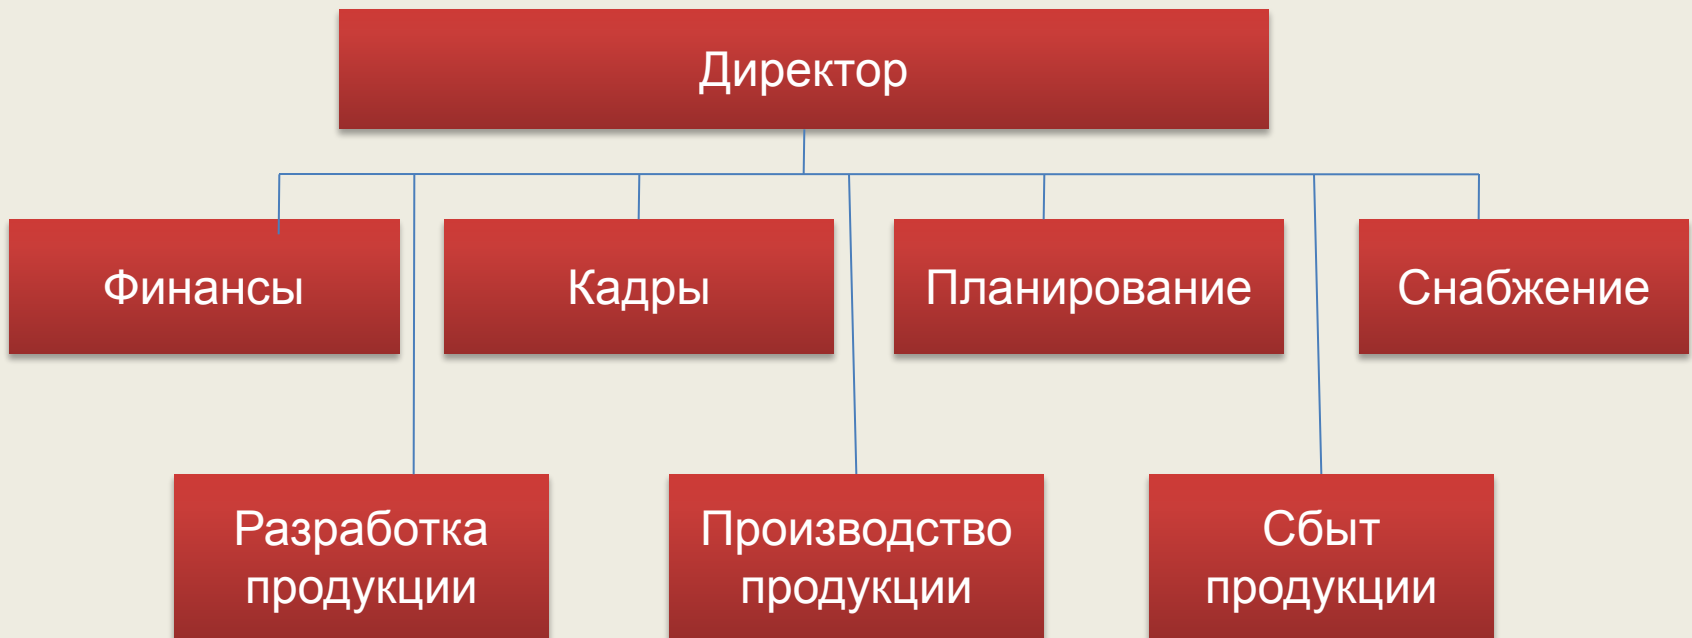 Директор
Финансы
Кадры
Планирование
Снабжение
Разработка
продукции
Производство
продукции
Сбыт
продукции